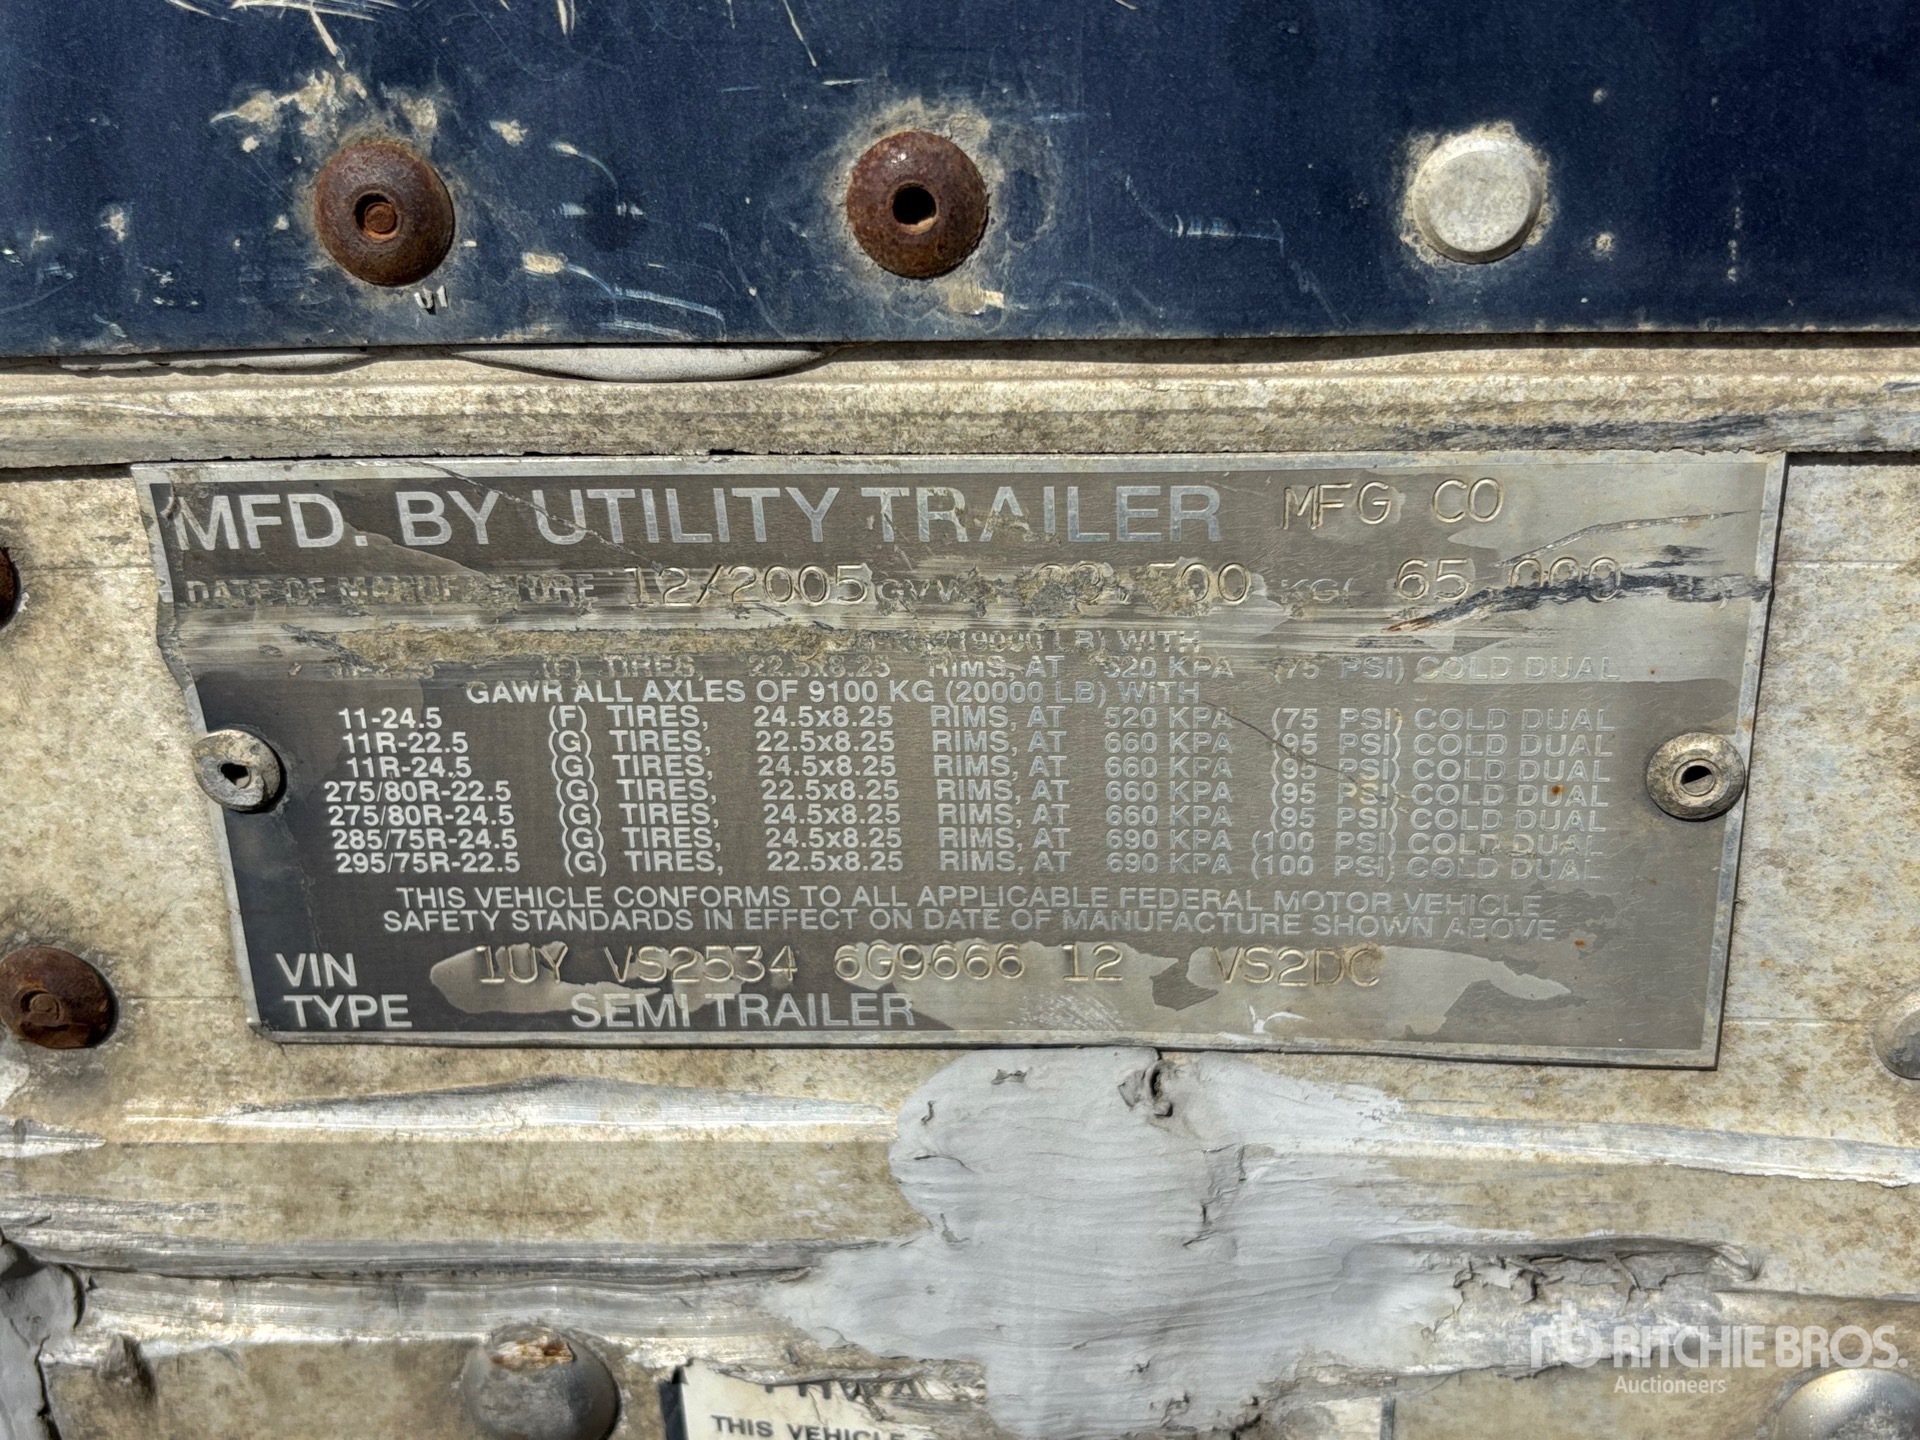 MFD. BY UTILITY TRAILER MFG CO
DATE OF MANUFACTURE 12/2005 GVW 65,000
(19000 LB) WITH
TIRES, 22.5x8.25 RIMS, AT 520 KPA (75 PSI) COLD DUAL
GAWR ALL AXLES OF 9100 KG (20000 LB) WITH
11-24.5 (F) TIRES, 24.5x8.25 RIMS, AT 520 KPA (75 PSI) COLD DUAL
11R-22.5 (G) TIRES, 22.5x8.25 RIMS, AT 660 KPA (95 PSI) COLD DUAL
11R-24.5 (G) TIRES, 24.5x8.25 RIMS, AT 660 KPA (95 PSI) COLD DUAL
275/80R-22.5 (G) TIRES, 22.5x8.25 RIMS, AT 660 KPA (95 PSI) COLD DUAL
275/80R-24.5 (G) TIRES, 24.5x8.25 RIMS, AT 660 KPA (95 PSI) COLD DUAL
285/75R-24.5 (G) TIRES, 24.5x8.25 RIMS, AT 690 KPA (100 PSI) COLD DUAL
295/75R-22.5 (G) TIRES, 22.5x8.25 RIMS, AT 690 KPA (100 PSI) COLD DUAL
THIS VEHICLE CONFORMS TO ALL APPLICABLE FEDERAL MOTOR VEHICLE
SAFETY STANDARDS IN EFFECT ON DATE OF MANUFACTURE SHOWN ABOVE
VIN 1UY VS2534 6G9666 12 VS2DC
TYPE SEMI TRAILER
THIS VEHICLE
rb RITCHIE BROS.
Auctioneers